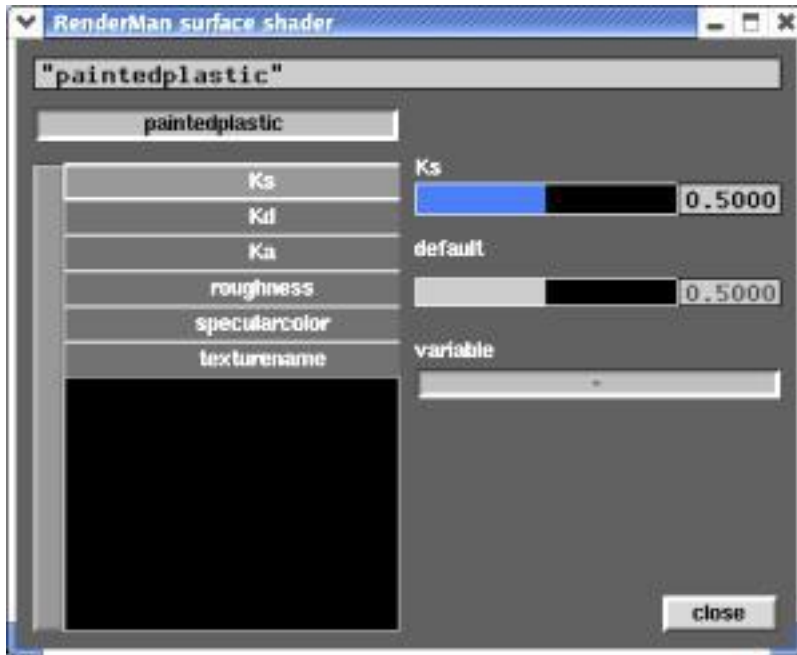 RenderMan surface shader
"paintedplastic"
paintedplastic
Ks
Kd
Ka
roughness
specularcolor
texturename
Ks
0.5000
default
0.5000
variable
-
close